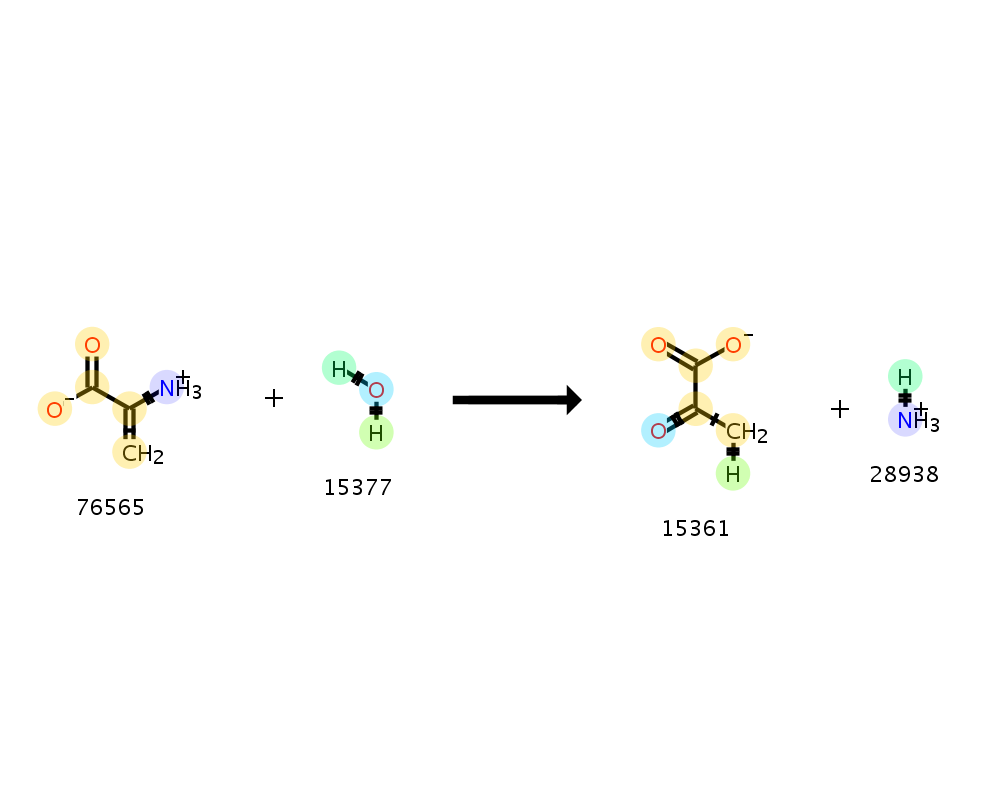 O O⁻ NH₃⁺ CH₂
76565
+
H O H
15377
O O⁻ O CH₂ H
15361
+
H NH₃⁺
28938